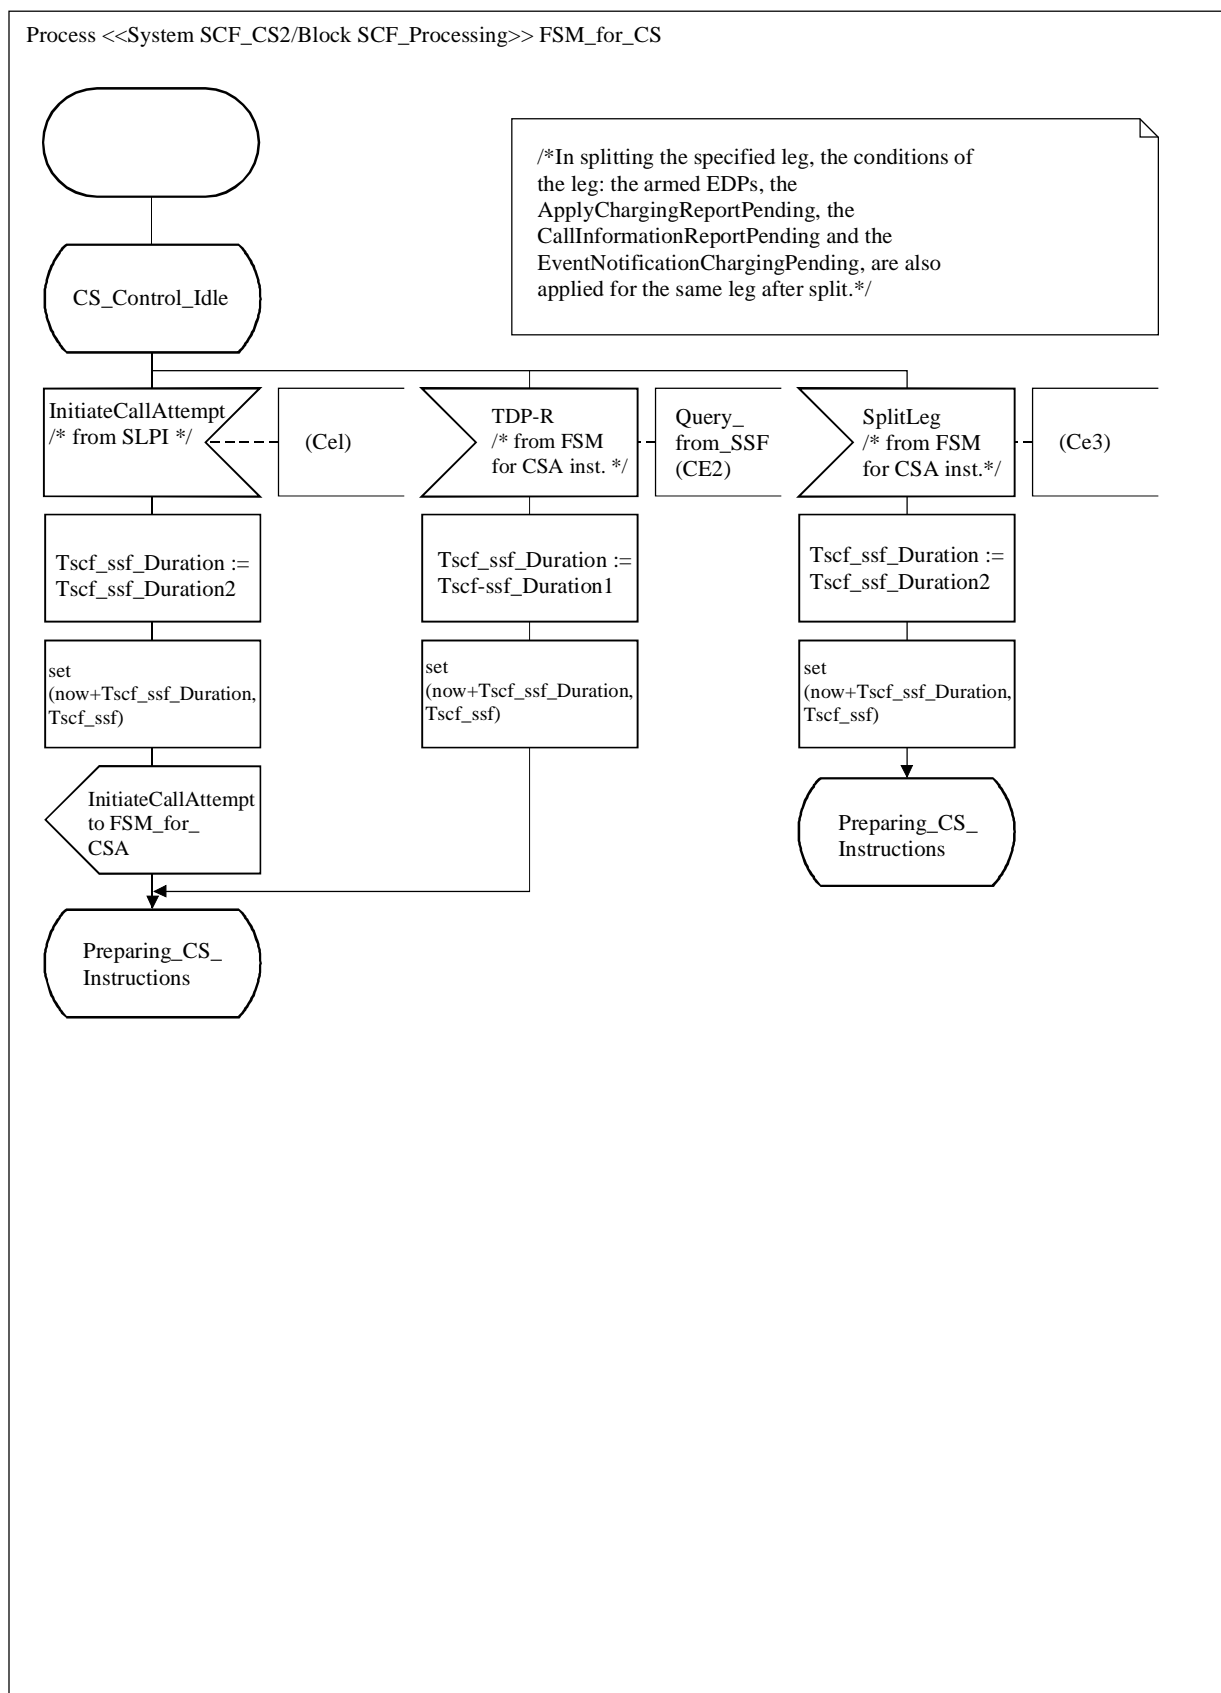 Process <<System SCF_CS2/Block SCF_Processing>> FSM_for_CS
/*In splitting the specified leg, the conditions of
the leg: the armed EDPs, the
ApplyChargingReportPending, the
CallInformationReportPending and the
EventNotificationChargingPending, are also
applied for the same leg after split.*/
CS_Control_Idle
InitiateCallAttempt
/* from SLPI */
(Cel)
TDP-R
/* from FSM
for CSA inst. */
Query_
from_SSF
(CE2)
SplitLeg
/* from FSM
for CSA inst.*/
(Ce3)
Tscf_ssf_Duration :=
Tscf_ssf_Duration2
Tscf_ssf_Duration :=
Tscf-ssf_Duration1
Tscf_ssf_Duration :=
Tscf_ssf_Duration2
set
(now+Tscf_ssf_Duration,
Tscf_ssf)
set
(now+Tscf_ssf_Duration,
Tscf_ssf)
set
(now+Tscf_ssf_Duration,
Tscf_ssf)
InitiateCallAttempt
to FSM_for_
CSA
Preparing_CS_
Instructions
Preparing_CS_
Instructions